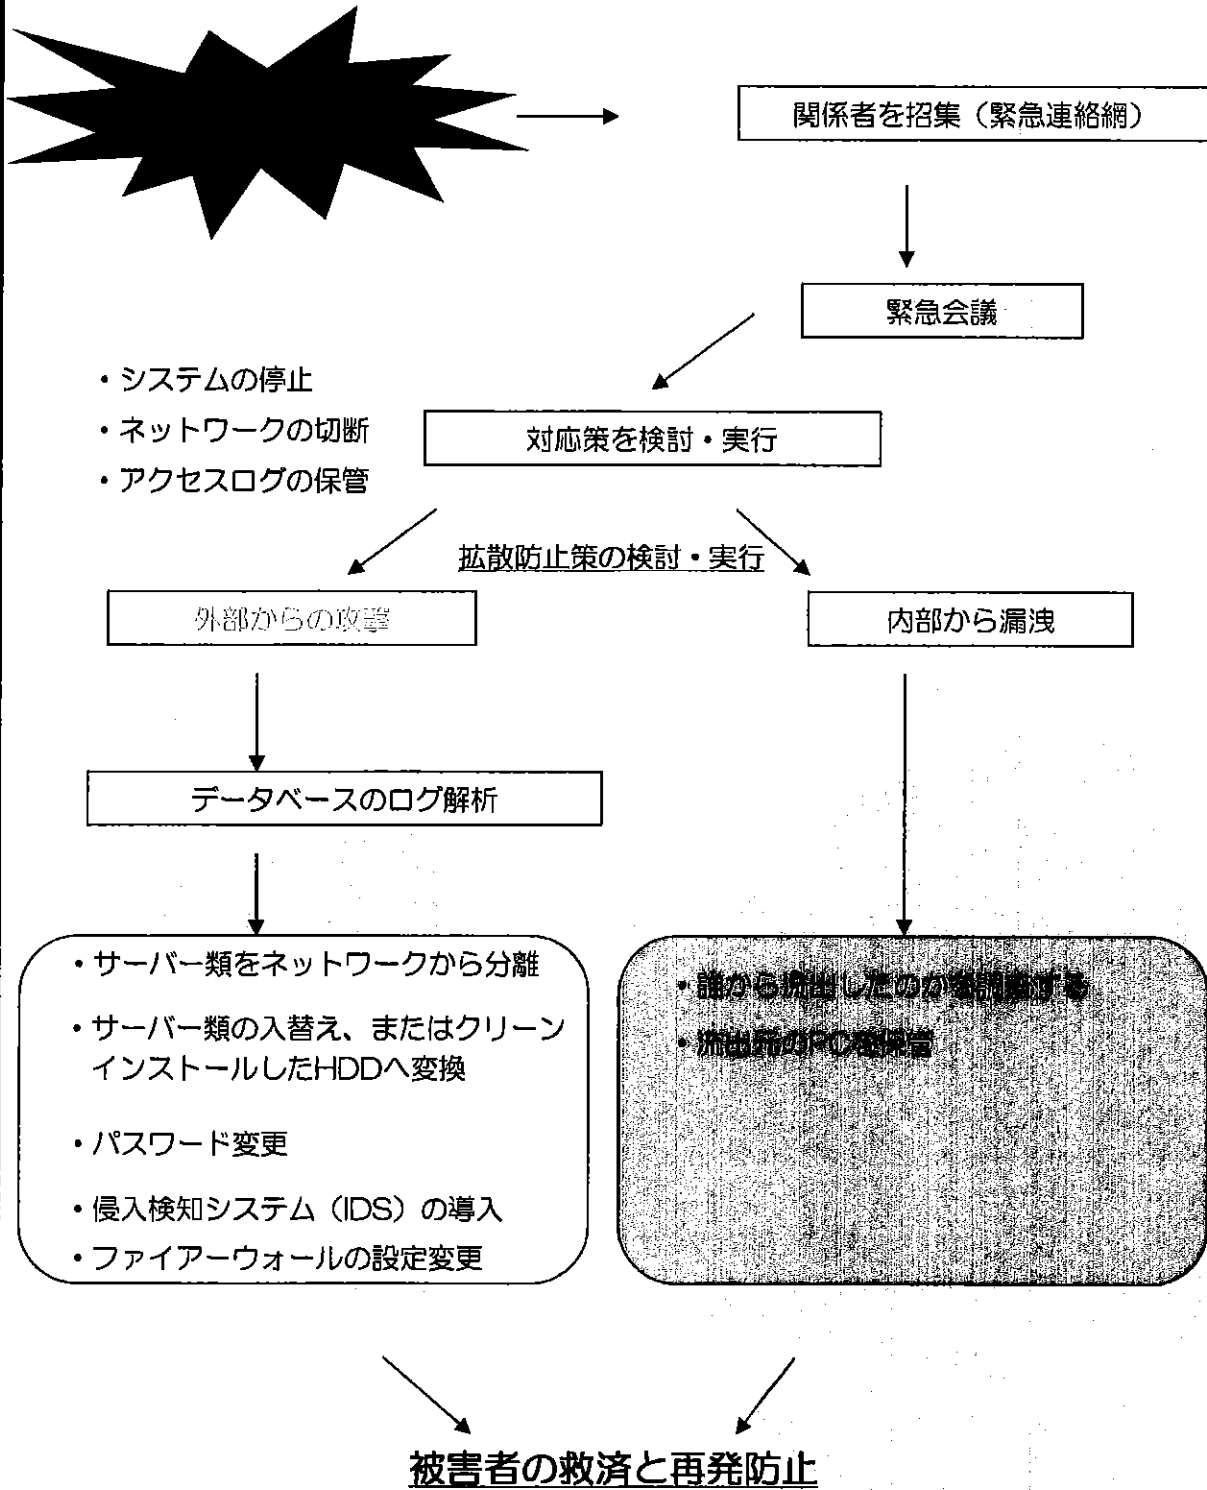 関係者を招集（緊急連絡網）
緊急会議
・システムの停止
・ネットワークの切断
・アクセスログの保管
対応策を検討・実行
拡散防止策の検討・実行
外部からの攻撃
内部から漏洩
データベースのログ解析
・サーバー類をネットワークから分離
・サーバー類の入替え、またはクリーン
インストールしたHDDへ変換
・パスワード変更
・侵入検知システム（IDS）の導入
・ファイアーウォールの設定変更
・誰から流出したのかを調査する
・流出元のPCを保管
被害者の救済と再発防止